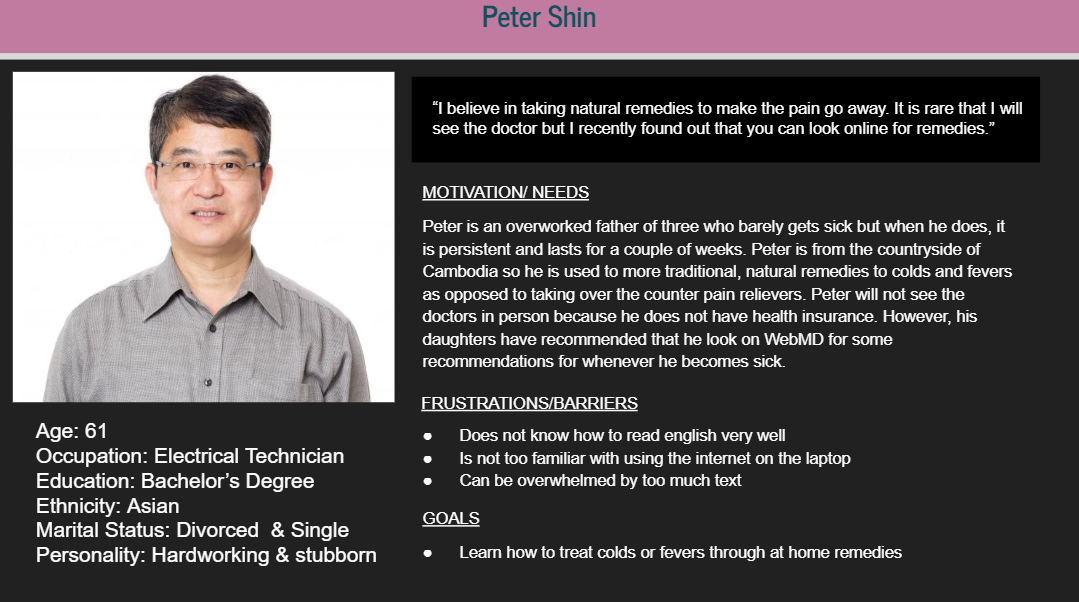 Peter Shin
“I believe in taking natural remedies to make the pain go away. It is rare that I will
see the doctor but I recently found out that you can look online for remedies.”
MOTIVATION/ NEEDS
Peter is an overworked father of three who barely gets sick but when he does, it
is persistent and lasts for a couple of weeks. Peter is from the countryside of
Cambodia so he is used to more traditional, natural remedies to colds and fevers
as opposed to taking over the counter pain relievers. Peter will not see the
doctors in person because he does not have health insurance. However, his
daughters have recommended that he look on WebMD for some
recommendations for whenever he becomes sick.
FRUSTRATIONS/BARRIERS
● Does not know how to read english very well
● Is not too familiar with using the internet on the laptop
● Can be overwhelmed by too much text
GOALS
● Learn how to treat colds or fevers through at home remedies
Age: 61
Occupation: Electrical Technician
Education: Bachelor’s Degree
Ethnicity: Asian
Marital Status: Divorced  & Single
Personality: Hardworking & stubborn